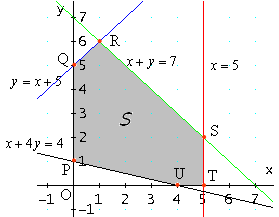 y
7
6
R
x + y = 7
Q
5
x = 5
y = x + 5
4
3
S
2
S
x + 4y = 4
1
P
U
T
x
O
1 2 3 4 5 6 7
-1